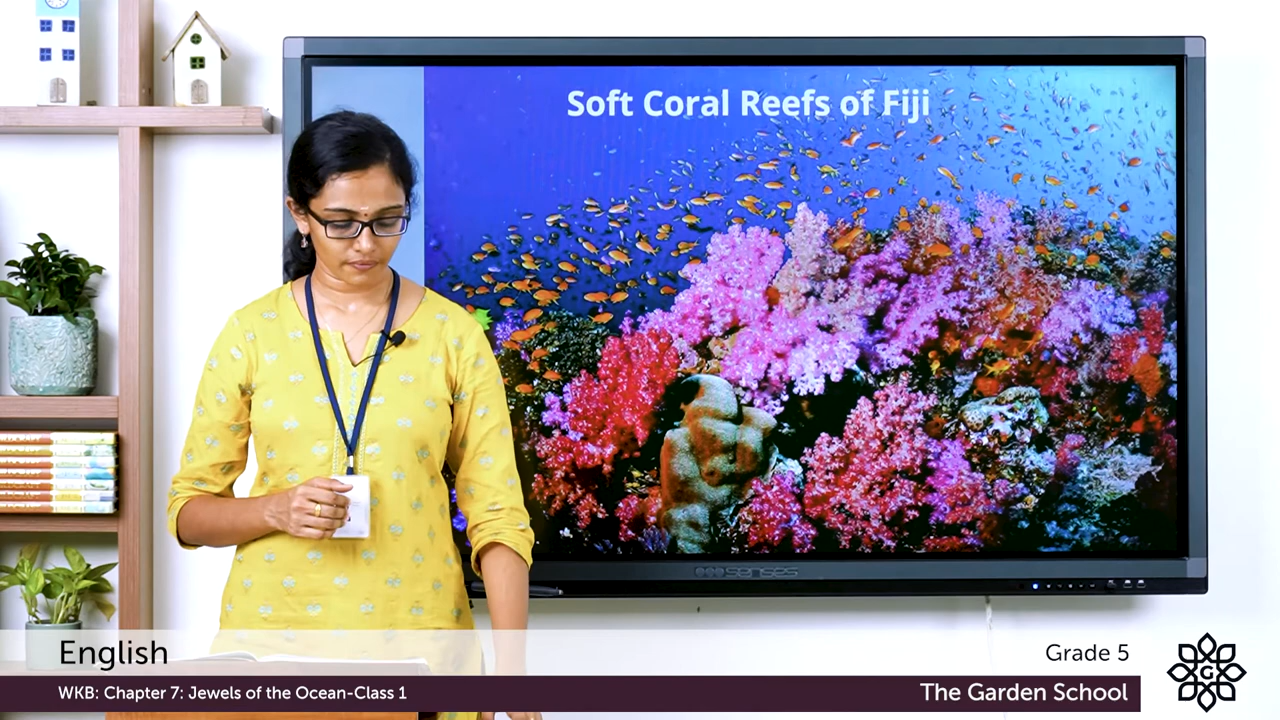 Soft Coral Reefs of Fiji
senses
English
Grade 5
WKB: Chapter 7: Jewels of the Ocean-Class 1
The Garden School
G